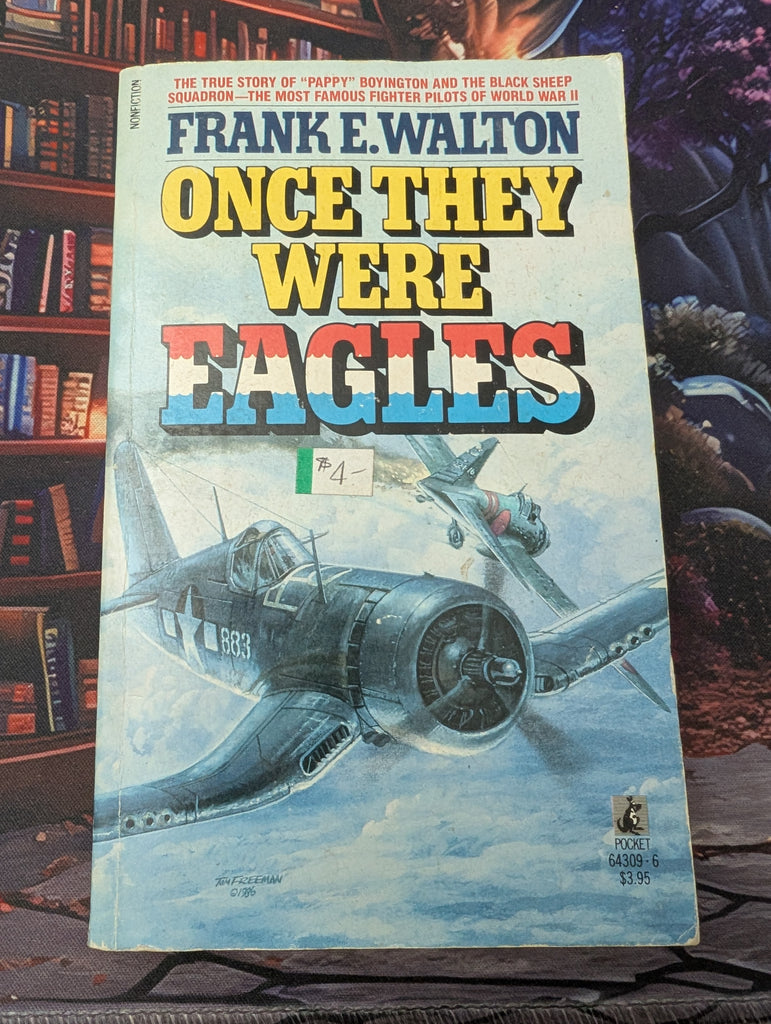 NONFICTION
THE TRUE STORY OF "PAPPY" BOYINGTON AND THE BLACK SHEEP
SQUADRON—THE MOST FAMOUS FIGHTER PILOTS OF WORLD WAR II
FRANK E. WALTON
ONCE THEY
WERE
EAGLES
$4-
883
POCKET
64309-6
$3.95
TOM FREEMAN
©1986